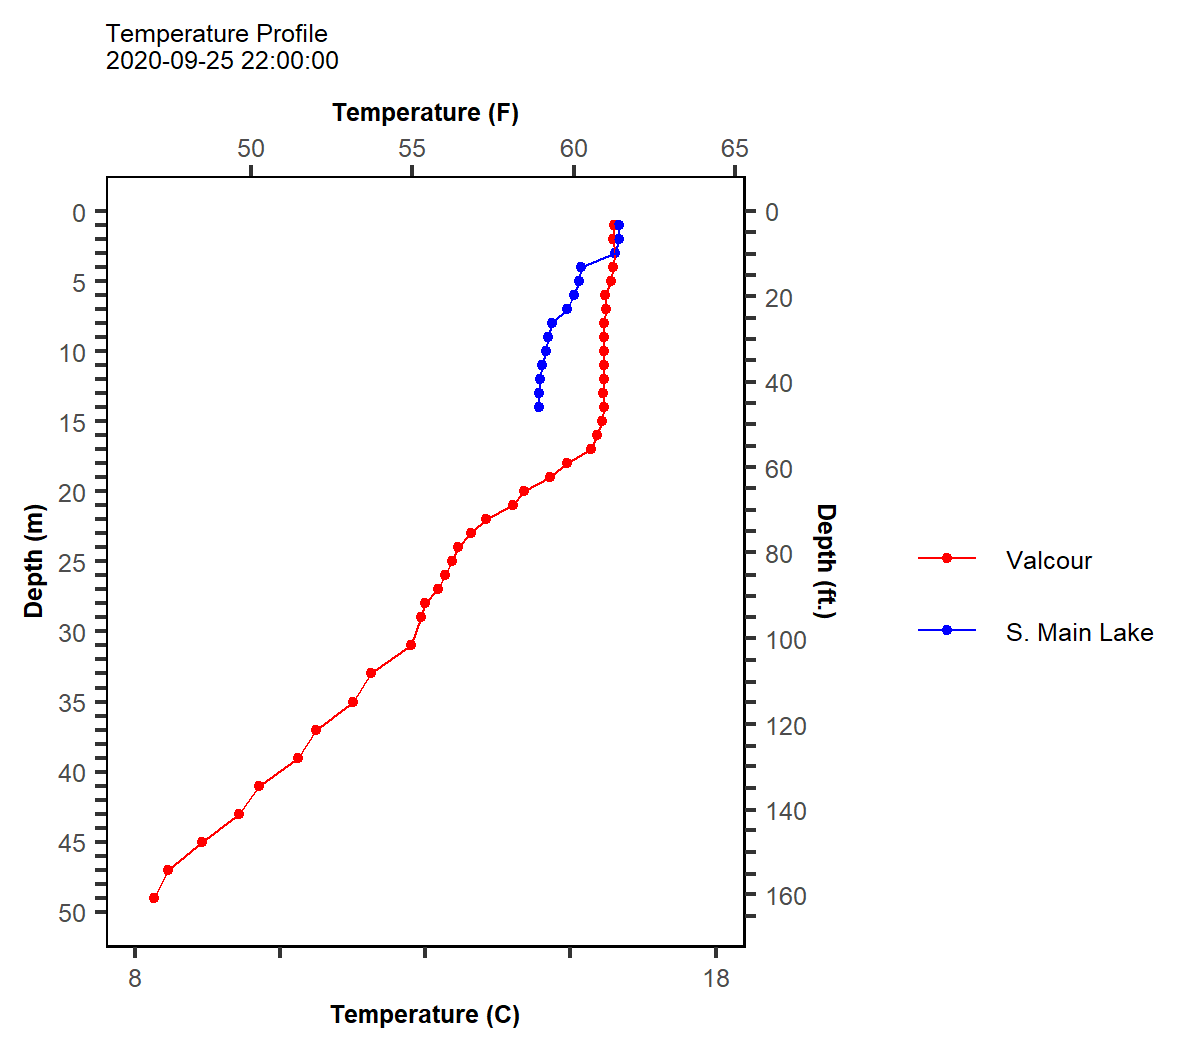 Temperature Profile
2020-09-25 22:00:00
Temperature (F)
50 55 60 65
0 0
5
20
10
40
15
60
20
Depth (m) Depth (ft.)
80
25
Valcour
30 100
S. Main Lake
35
120
40
140
45
160
50
8 18
Temperature (C)